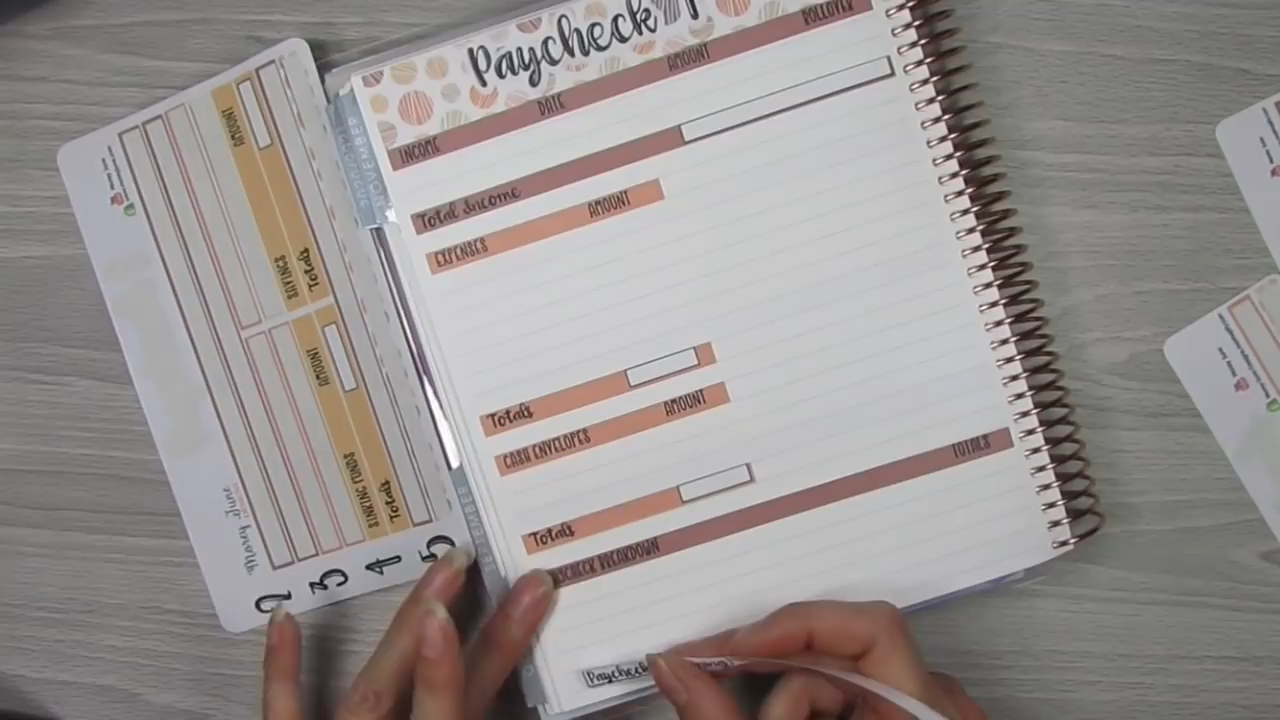 Paycheck
INCOME DATE AMOUNT ROLLOVER
Total Income
EXPENSES AMOUNT
Totals
CASH ENVELOPES AMOUNT
Totals
PAYCHECK BREAKDOWN TOTALS
Paycheck
NOVEMBER
AMOUNT
SAVINGS
Totals
AMOUNT
SINKING FUNDS
Totals
2
3
4
5